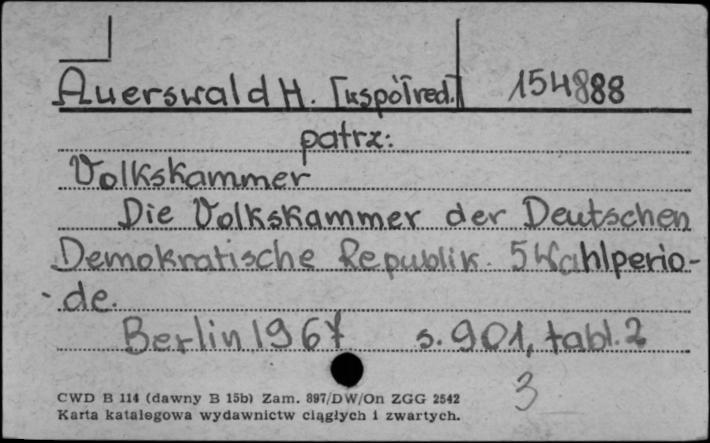 Auerswald H. [współred.] 154888
patrz:
Volkskammer
Die Volkskammer der Deutschen
Demokratische Republik. 5 Wahlperio-
-de.
Berlin 1967 s. 901, tabl. 2
3
CWD B 114 (dawny B 15b) Zam. 897/DW/On ZGG 2542
Karta katalogowa wydawnictw ciągłych i zwartych.